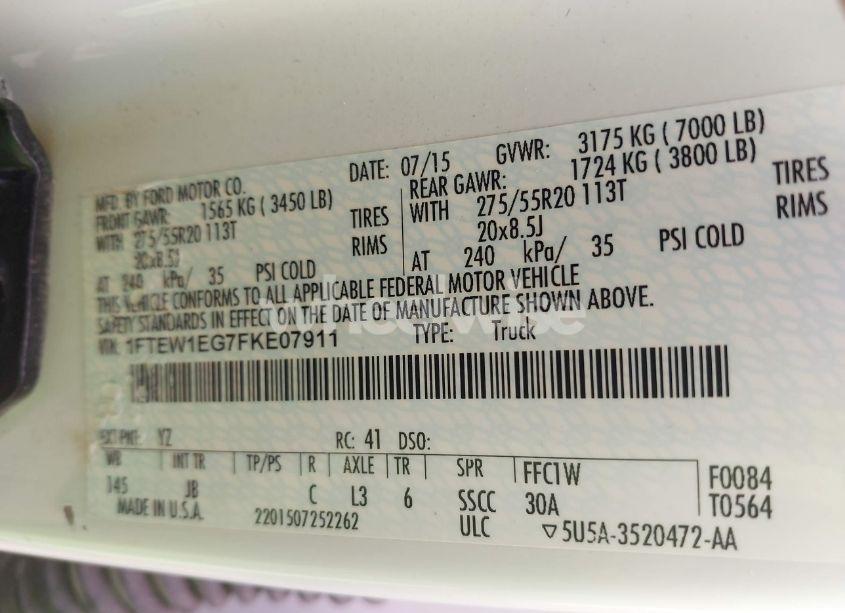 MFD. BY FORD MOTOR CO. DATE: 07/15 GVWR: 3175 KG ( 7000 LB)
FRONT GAWR: 1565 KG ( 3450 LB) REAR GAWR: 1724 KG ( 3800 LB)
WITH 275/55R20 113T TIRES WITH 275/55R20 113T TIRES
20x8.5J RIMS 20x8.5J RIMS
AT 240 kPa/ 35 PSI COLD AT 240 kPa/ 35 PSI COLD
THIS VEHICLE CONFORMS TO ALL APPLICABLE FEDERAL MOTOR VEHICLE
SAFETY STANDARDS IN EFFECT ON THE DATE OF MANUFACTURE SHOWN ABOVE.
VIN: 1FTEW1EG7FKE07911 TYPE: Truck
EXT PNT: YZ RC: 41 DSO:
WB INT TR TP/PS R AXLE TR SPR FFC1W F0084
145 JB C L3 6 SSCC 30A T0564
MADE IN U.S.A. 2201507252262 ULC ▽5U5A-3520472-AA